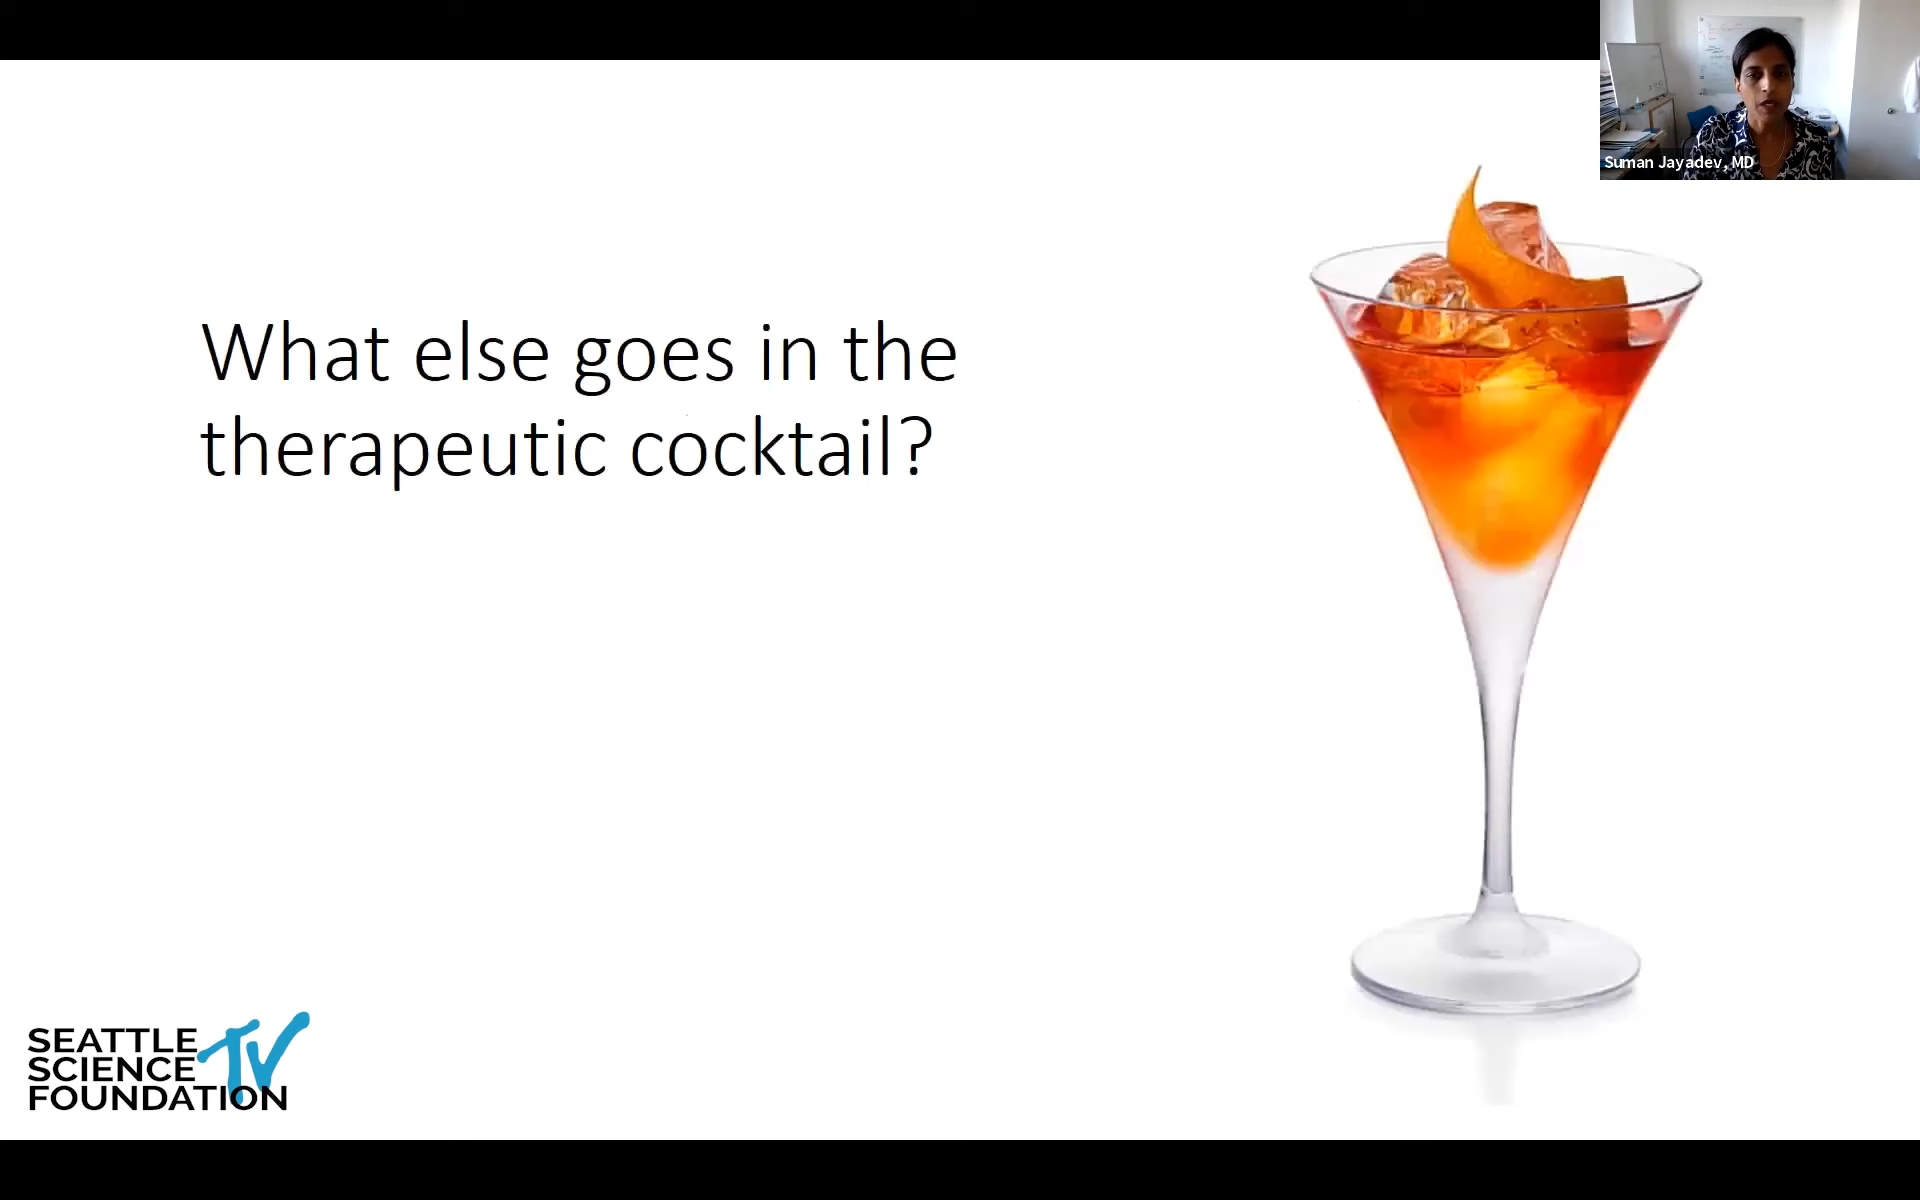 Suman Jayadev, MD
What else goes in the
therapeutic cocktail?
SEATTLE
SCIENCE
FOUNDATION
TV